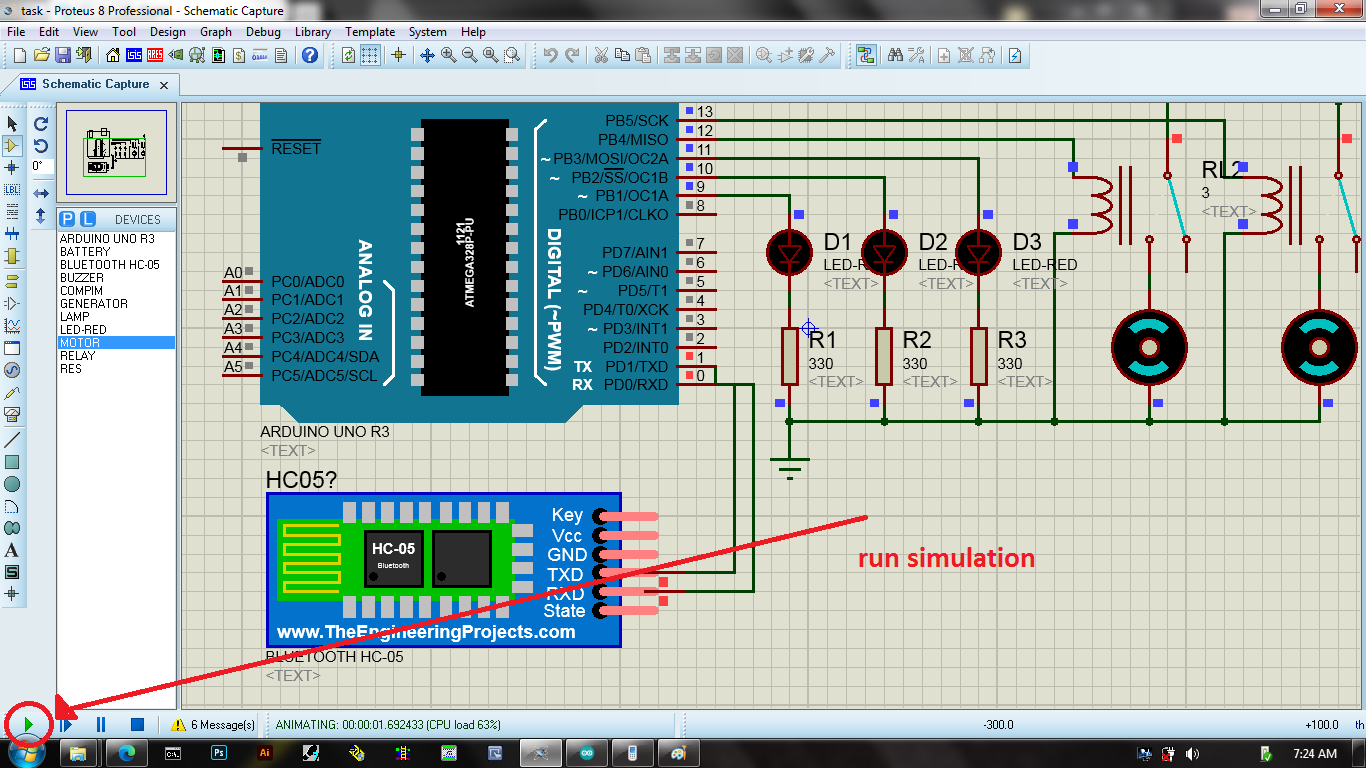 task - Proteus 8 Professional - Schematic Capture
File Edit View Tool Design Graph Debug Library Template System Help
Schematic Capture
0°
P L DEVICES
ARDUINO UNO R3
BATTERY
BLUETOOTH HC-05
BUZZER
COMPIM
GENERATOR
LAMP
LED-RED
MOTOR
RELAY
RES
RESET
ANALOG IN
A0 PC0/ADC0
A1 PC1/ADC1
A2 PC2/ADC2
A3 PC3/ADC3
A4 PC4/ADC4/SDA
A5 PC5/ADC5/SCL
1121
ATMEGA328P-PU
DIGITAL (~PWM)
PB5/SCK 13
PB4/MISO 12
~ PB3/MOSI/OC2A 11
~ PB2/SS/OC1B 10
~ PB1/OC1A 9
PB0/ICP1/CLKO 8
PD7/AIN1 7
~ PD6/AIN0 6
~ PD5/T1 5
PD4/T0/XCK 4
~ PD3/INT1 3
PD2/INT0 2
TX PD1/TXD 1
RX PD0/RXD 0
ARDUINO UNO R3
<TEXT>
D1
LED-R
<TEXT>
D2
LED-R
<TEXT>
D3
LED-RED
<TEXT>
R1
330
<TEXT>
R2
330
<TEXT>
R3
330
<TEXT>
RL2
3
<TEXT>
HC05?
HC-05
Bluetooth
Key
Vcc
GND
TXD
RXD
State
www.TheEngineeringProjects.com
BLUETOOTH HC-05
<TEXT>
run simulation
6 Message(s)
ANIMATING: 00:00:01.692433 (CPU load 63%)
-300.0
+100.0
th
Ps
Ai
7:24 AM